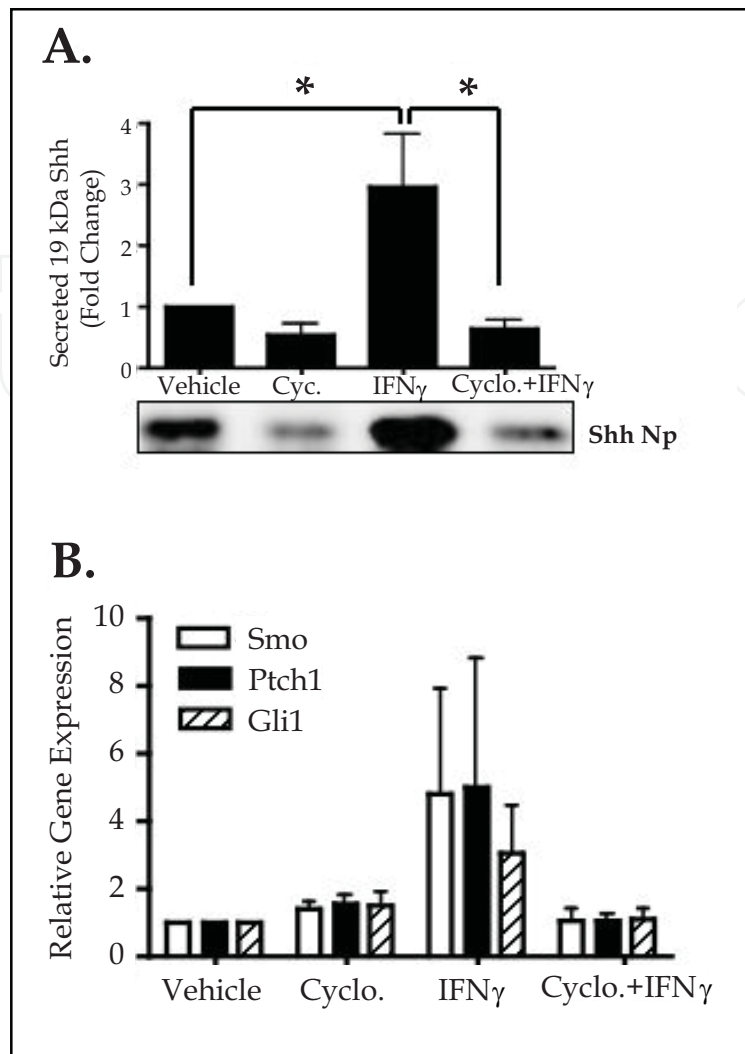 A.
*
*
Secreted 19 kDa Shh
(Fold Change)
4
3
2
1
0
Vehicle Cyc. IFNγ Cyclo.+IFNγ
Shh Np
B.
Relative Gene Expression
10
8
6
4
2
0
Smo
Ptch1
Gli1
Vehicle Cyclo. IFNγ Cyclo.+IFNγ